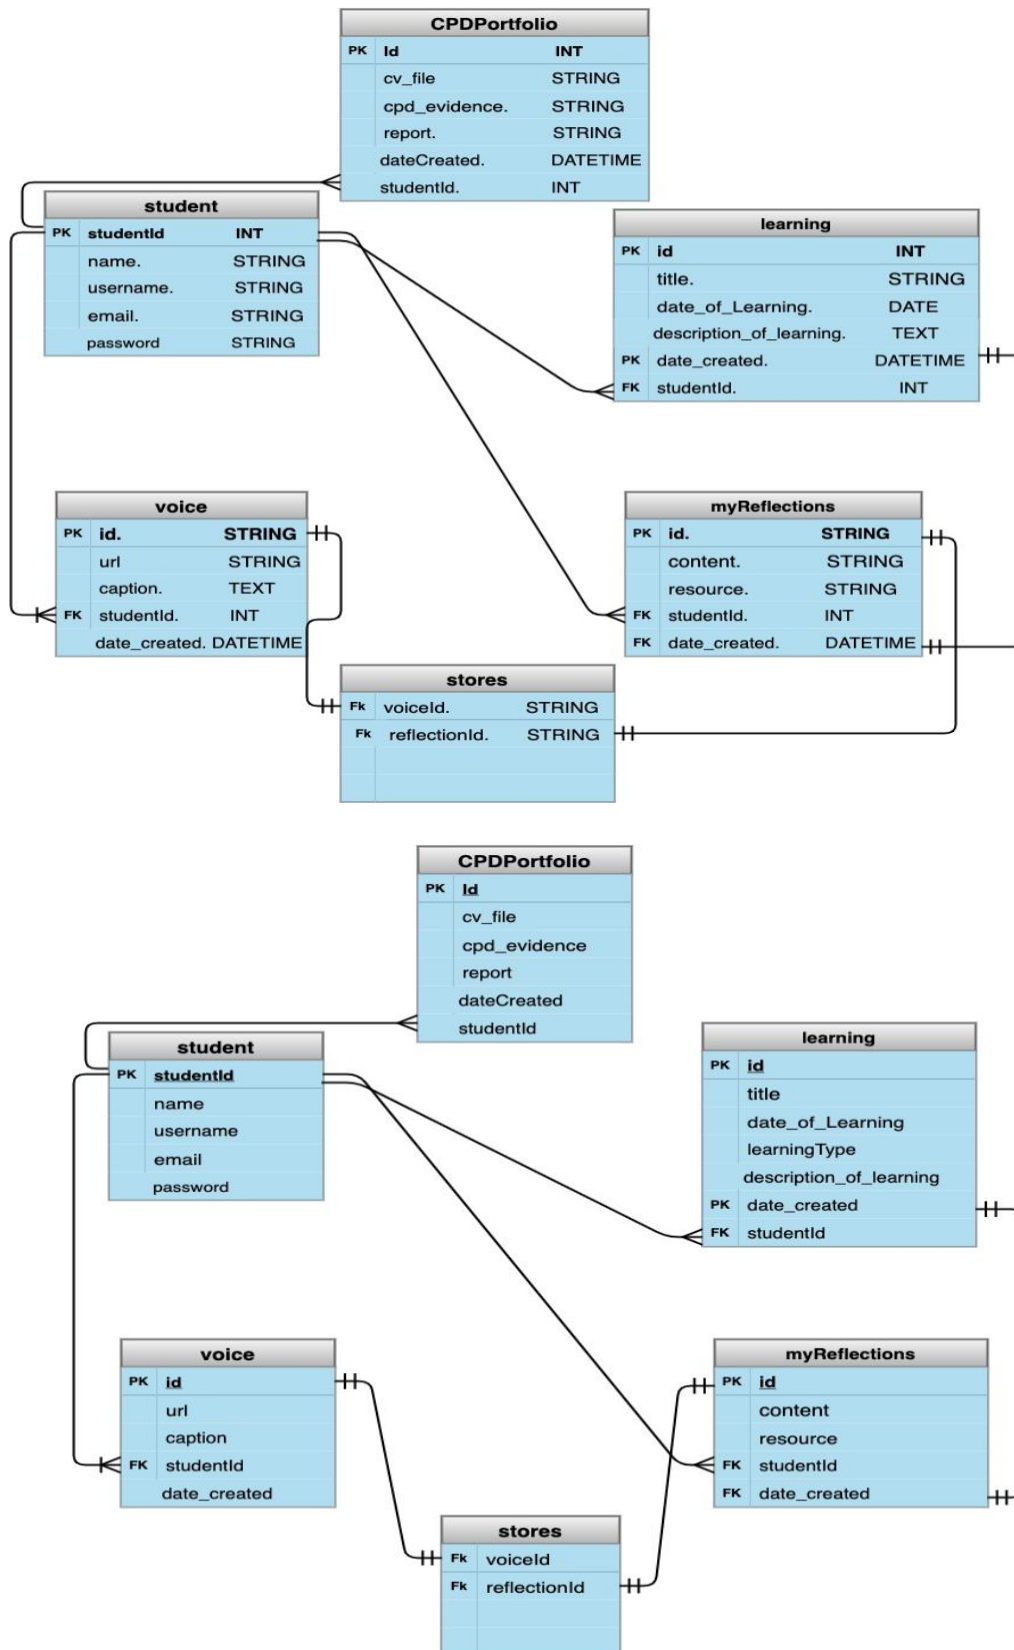 CPDPortfolio
PK Id INT
cv_file STRING
cpd_evidence. STRING
report. STRING
dateCreated. DATETIME
studentId. INT
student
PK studentId INT
name. STRING
username. STRING
email. STRING
password STRING
learning
PK id INT
title. STRING
date_of_Learning. DATE
description_of_learning. TEXT
PK date_created. DATETIME
FK studentId. INT
voice
PK id. STRING
url STRING
caption. TEXT
FK studentId. INT
date_created. DATETIME
myReflections
PK id. STRING
content. STRING
resource. STRING
FK studentId. INT
FK date_created. DATETIME
stores
Fk voiceId. STRING
Fk reflectionId. STRING
CPDPortfolio
PK Id
cv_file
cpd_evidence
report
dateCreated
studentId
student
PK studentId
name
username
email
password
learning
PK id
title
date_of_Learning
learningType
description_of_learning
PK date_created
FK studentId
voice
PK id
url
caption
FK studentId
date_created
myReflections
PK id
content
resource
FK studentId
FK date_created
stores
Fk voiceId
Fk reflectionId